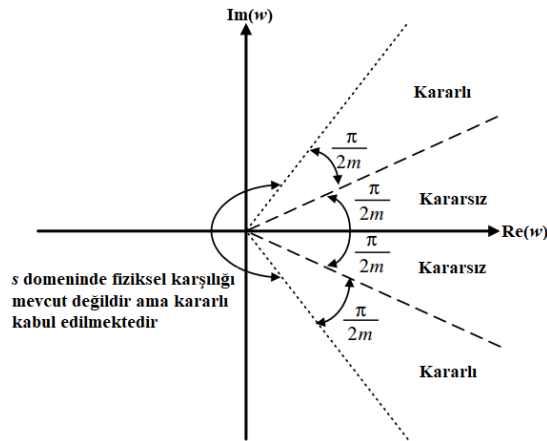 Im(w)
Kararlı
π/2m
π/2m
Kararsız
Re(w)
π/2m
Kararsız
s domeninde fiziksel karşılığı
mevcut değildir ama kararlı
kabul edilmektedir
π/2m
Kararlı